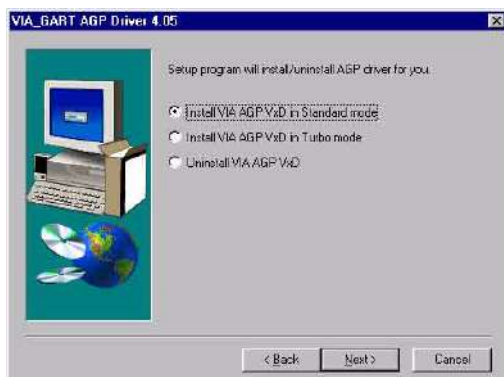 VIA_GART AGP Driver 4.05
Setup program will install/uninstall AGP driver for you.
Install VIA AGP VxD in Standard mode
Install VIA AGP VxD in Turbo mode
Uninstall VIA AGP VxD
< Back
Next >
Cancel